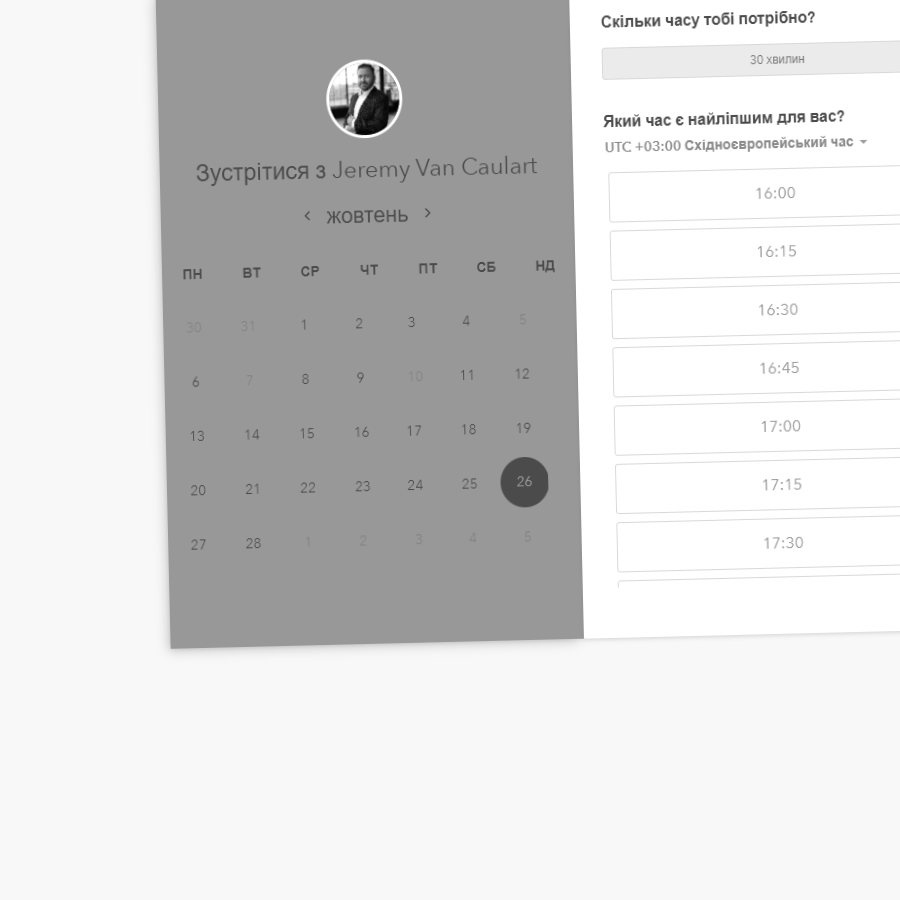 Зустрітися з Jeremy Van Caulart
‹ жовтень ›
ПН ВТ СР ЧТ ПТ СБ НД
30 31 1 2 3 4 5
6 7 8 9 10 11 12
13 14 15 16 17 18 19
20 21 22 23 24 25 26
27 28 1 2 3 4 5
Скільки часу тобі потрібно?
30 хвилин
Який час є найліпшим для вас?
UTC +03:00 Східноєвропейський час
16:00
16:15
16:30
16:45
17:00
17:15
17:30